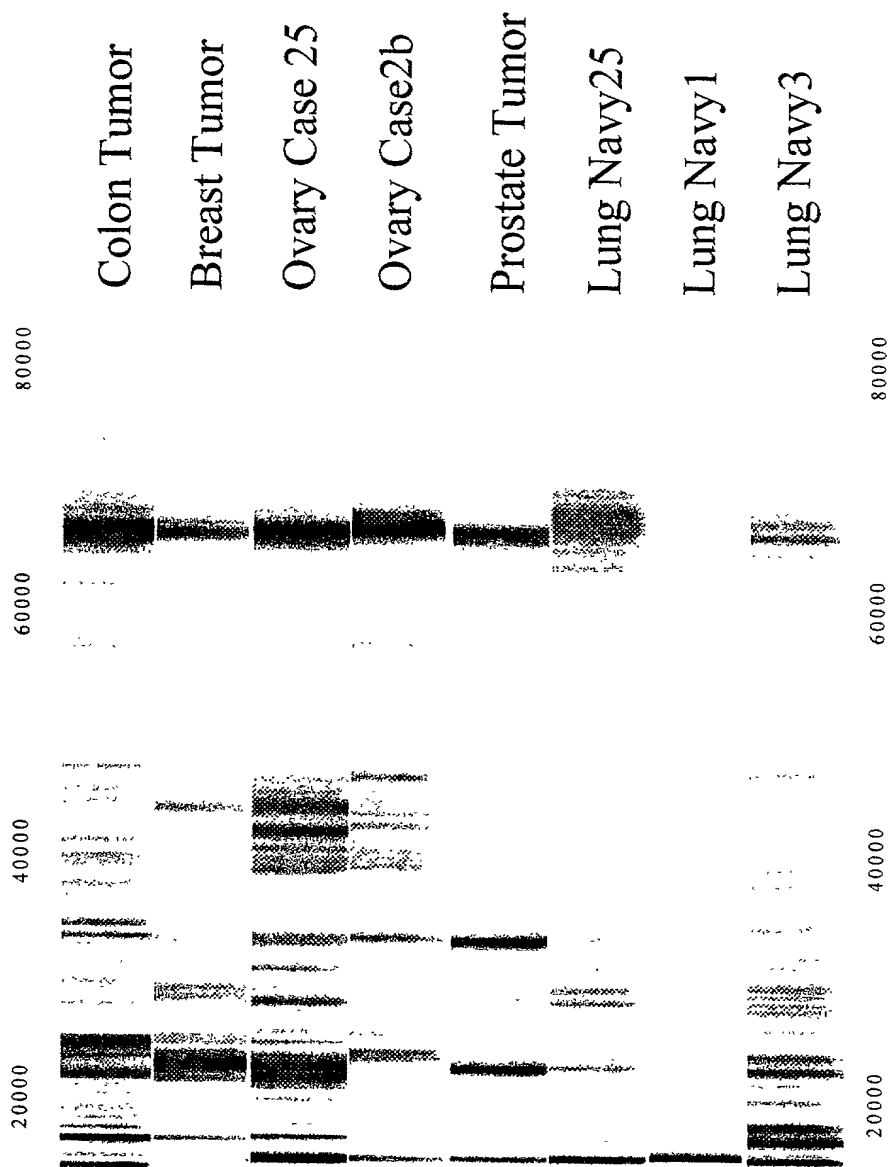 Colon Tumor
Breast Tumor
Ovary Case 25
Ovary Case2b
Prostate Tumor
Lung Navy25
Lung Navy1
Lung Navy3
80000
60000
40000
20000
80000
60000
40000
20000